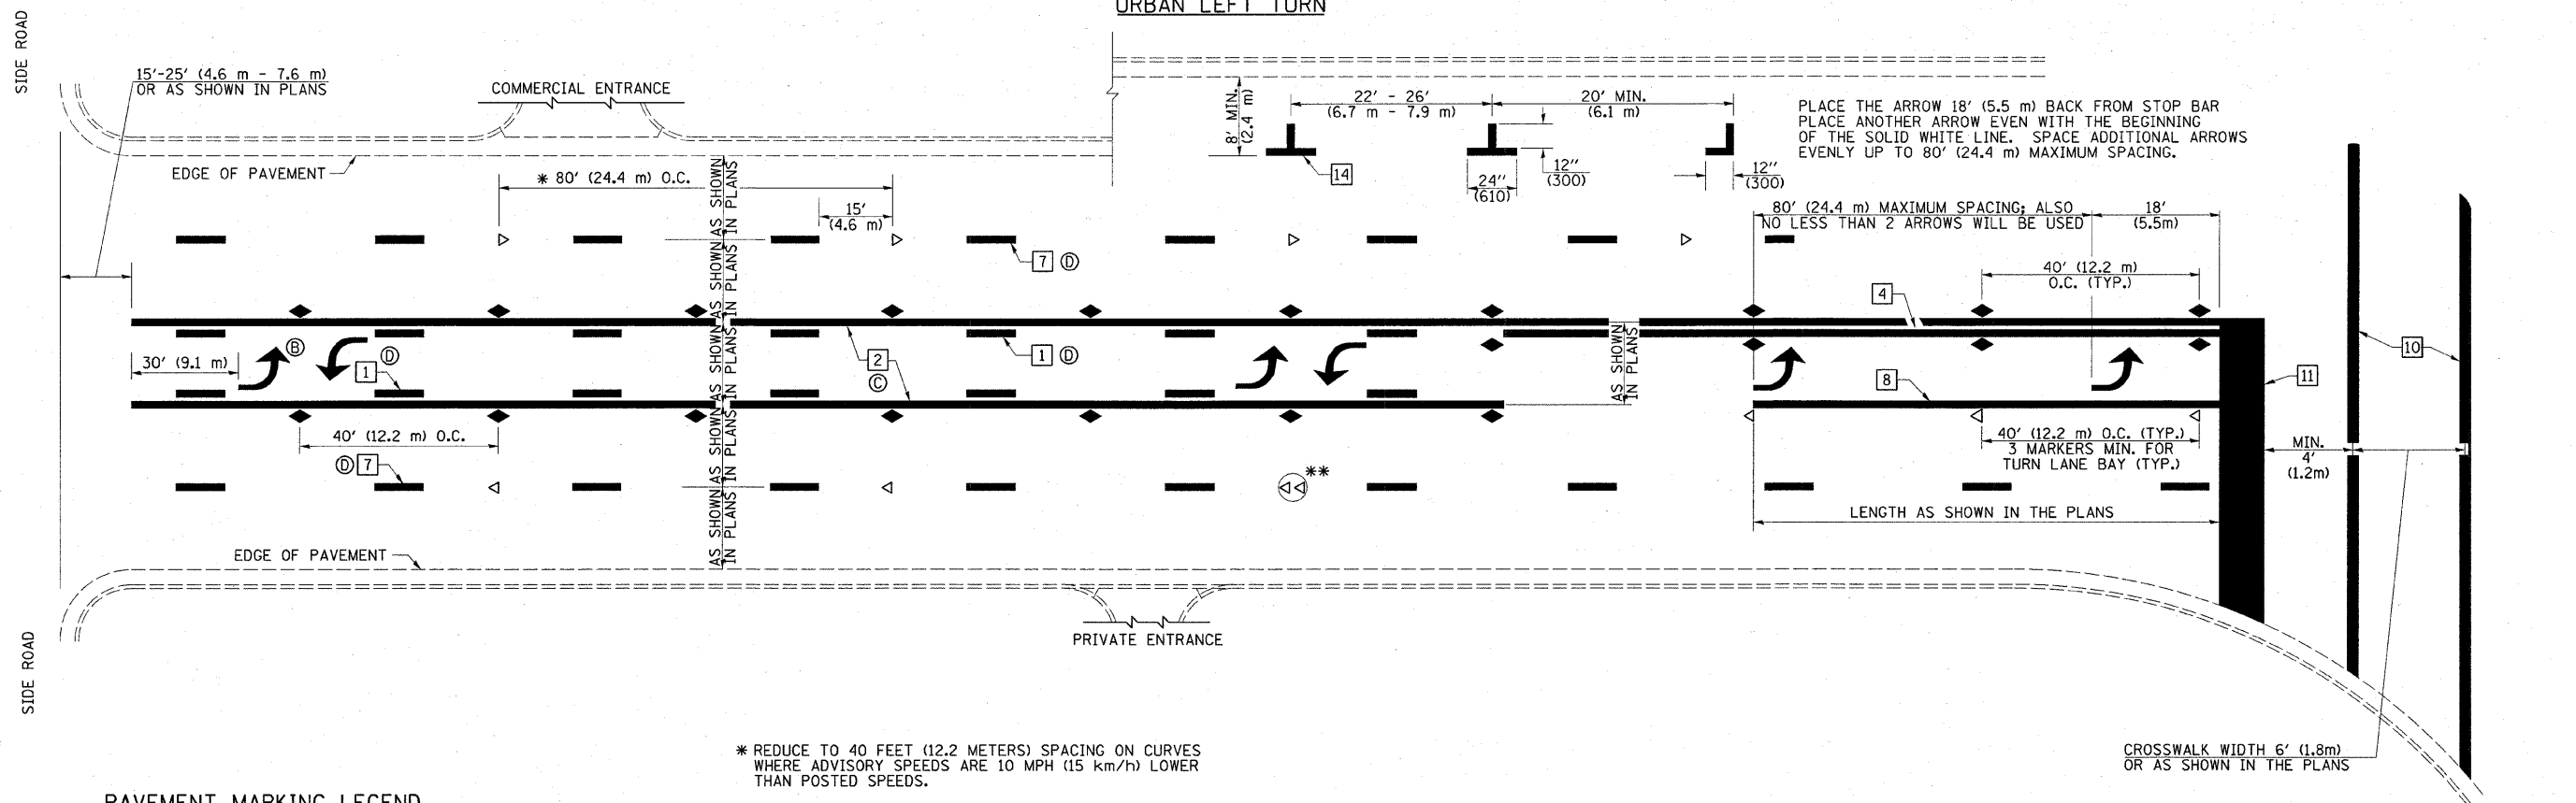 URBAN LEFT TURN
SIDE ROAD
15'-25' (4.6 m - 7.6 m)
OR AS SHOWN IN PLANS
COMMERCIAL ENTRANCE
EDGE OF PAVEMENT
* 80' (24.4 m) O.C.
15'
(4.6 m)
8' MIN.
(2.4 m)
22' - 26'
(6.7 m - 7.9 m)
20' MIN.
(6.1 m)
14
24"
(610)
12"
(300)
12"
(300)
PLACE THE ARROW 18' (5.5 m) BACK FROM STOP BAR
PLACE ANOTHER ARROW EVEN WITH THE BEGINNING
OF THE SOLID WHITE LINE. SPACE ADDITIONAL ARROWS
EVENLY UP TO 80' (24.4 m) MAXIMUM SPACING.
80' (24.4 m) MAXIMUM SPACING; ALSO
NO LESS THAN 2 ARROWS WILL BE USED
18'
(5.5m)
7 D
40' (12.2 m)
O.C. (TYP.)
4
AS SHOWN
IN PLANS
AS SHOWN
IN PLANS
AS SHOWN
IN PLANS
AS SHOWN
IN PLANS
AS SHOWN
IN PLANS
30' (9.1 m)
B
D
1
2
C
1 D
AS SHOWN
IN PLANS
8
11
10
40' (12.2 m) O.C.
D 7
**
40' (12.2 m) O.C. (TYP.)
3 MARKERS MIN. FOR
TURN LANE BAY (TYP.)
MIN.
4'
(1.2m)
LENGTH AS SHOWN IN THE PLANS
EDGE OF PAVEMENT
PRIVATE ENTRANCE
SIDE ROAD
* REDUCE TO 40 FEET (12.2 METERS) SPACING ON CURVES
WHERE ADVISORY SPEEDS ARE 10 MPH (15 km/h) LOWER
THAN POSTED SPEEDS.
CROSSWALK WIDTH 6' (1.8m)
OR AS SHOWN IN THE PLANS
PAVEMENT MARKING LEGEND